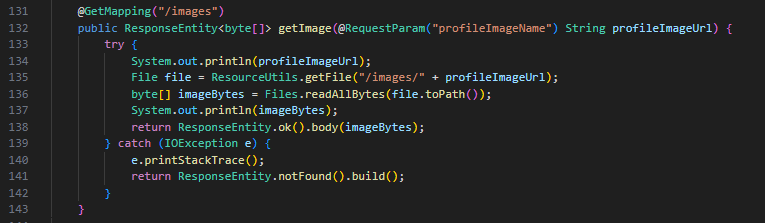 131 @GetMapping("/images")
132 public ResponseEntity<byte[]> getImage(@RequestParam("profileImageName") String profileImageUrl) {
133 try {
134 System.out.println(profileImageUrl);
135 File file = ResourceUtils.getFile("/images/" + profileImageUrl);
136 byte[] imageBytes = Files.readAllBytes(file.toPath());
137 System.out.println(imageBytes);
138 return ResponseEntity.ok().body(imageBytes);
139 } catch (IOException e) {
140 e.printStackTrace();
141 return ResponseEntity.notFound().build();
142 }
143 }